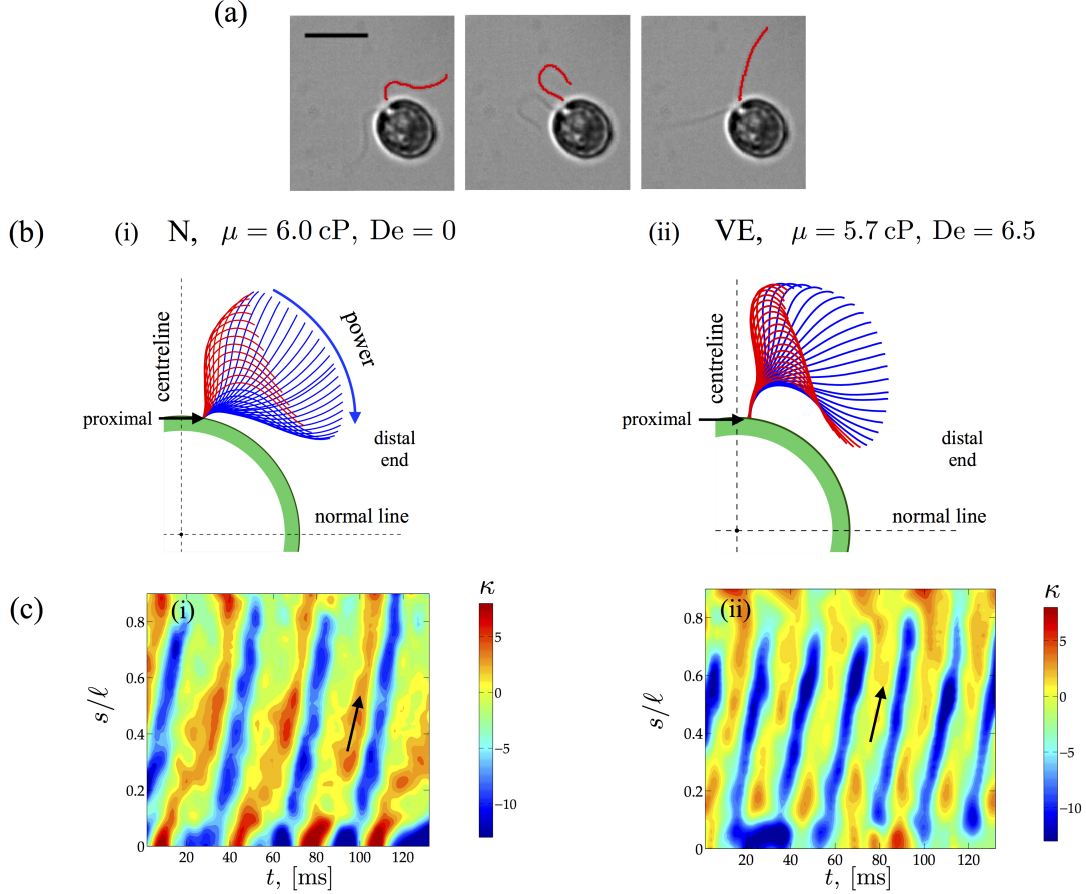 (a)
(b) (i) N, μ = 6.0 cP, De = 0
(ii) VE, μ = 5.7 cP, De = 6.5
centreline
power
proximal
distal
end
normal line
centreline
proximal
distal
end
normal line
(c)
(i)
κ
0.8
0.6
0.4
0.2
0
s/ℓ
20 40 60 80 100 120
t, [ms]
5
0
−5
−10
(ii)
κ
0.8
0.6
0.4
0.2
0
s/ℓ
20 40 60 80 100 120
t, [ms]
5
0
−5
−10